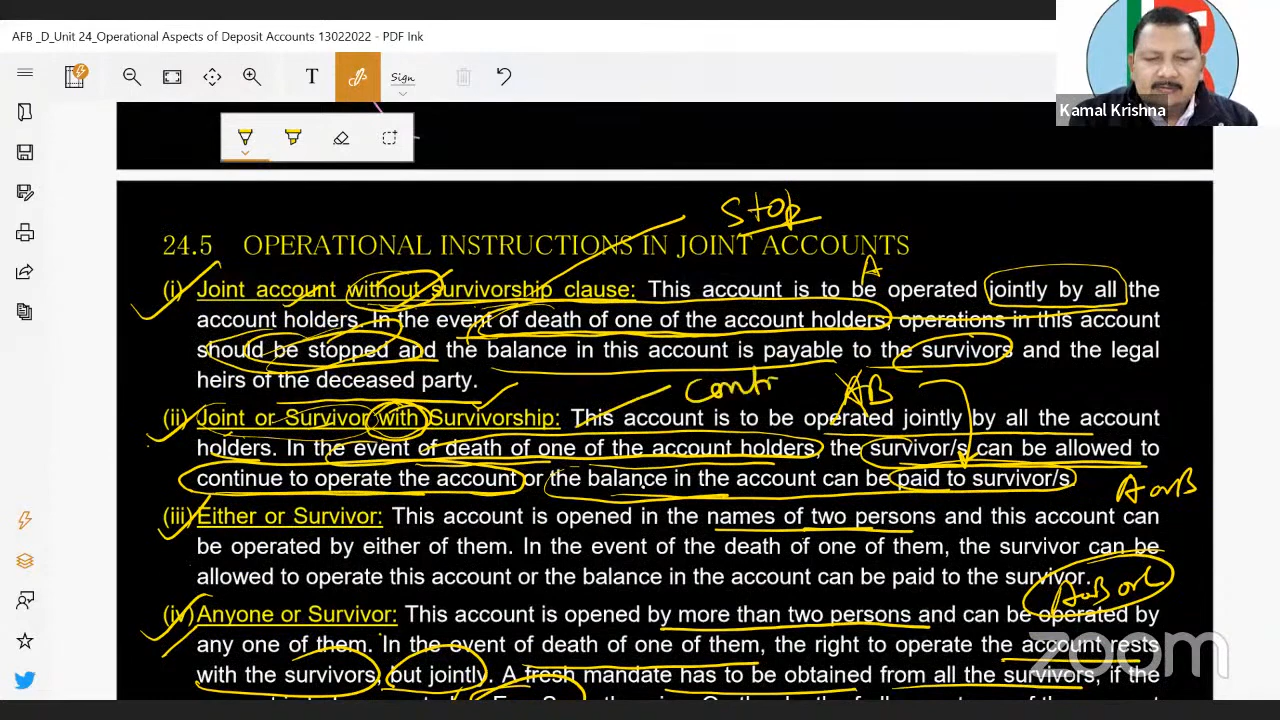 AFB _D_Unit 24_Operational Aspects of Deposit Accounts 13022022 - PDF Ink
T
Sign
Kamal Krishna
Stop
24.5 OPERATIONAL INSTRUCTIONS IN JOINT ACCOUNTS
A
(i) Joint account without survivorship clause: This account is to be operated jointly by all the
account holders. In the event of death of one of the account holders, operations in this account
should be stopped and the balance in this account is payable to the survivors and the legal
heirs of the deceased party.
contr
AB
(ii) Joint or Survivor with Survivorship: This account is to be operated jointly by all the account
holders. In the event of death of one of the account holders, the survivor/s can be allowed to
continue to operate the account or the balance in the account can be paid to survivor/s.
A or B
(iii) Either or Survivor: This account is opened in the names of two persons and this account can
be operated by either of them. In the event of the death of one of them, the survivor can be
allowed to operate this account or the balance in the account can be paid to the survivor.
(iv) Anyone or Survivor: This account is opened by more than two persons and can be operated by
any one of them. In the event of death of one of them, the right to operate the account rests
with the survivors, but jointly. A fresh mandate has to be obtained from all the survivors, if the
zoom